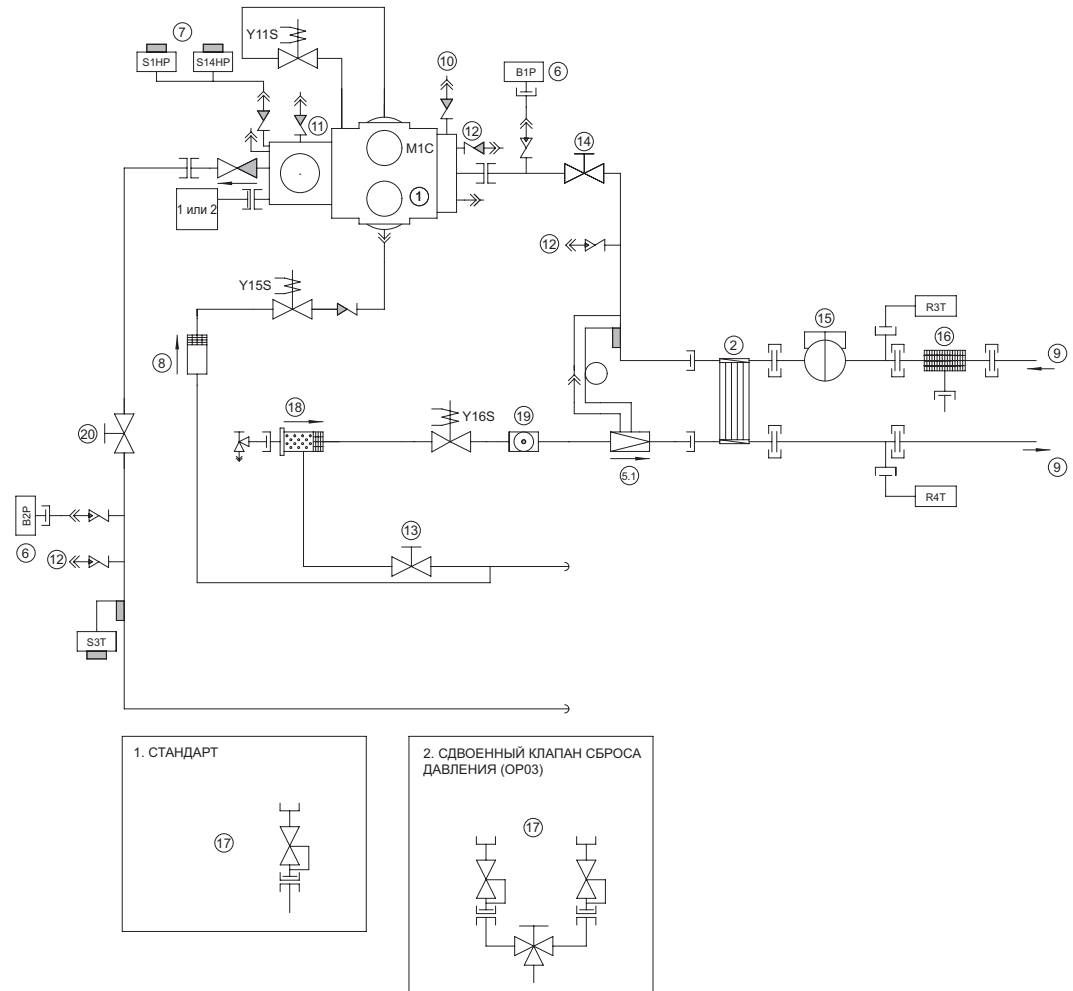 7
Y11S
S1HP
S14HP
10
B1P
6
11
12
14
M1C
1
1 или 2
12
Y15S
R3T
15
16
2
9
8
18
Y16S
19
20
5.1
9
R4T
B2P
13
6
12
S3T
1. СТАНДАРТ
17
2. СДВОЕННЫЙ КЛАПАН СБРОСА
ДАВЛЕНИЯ (OP03)
17